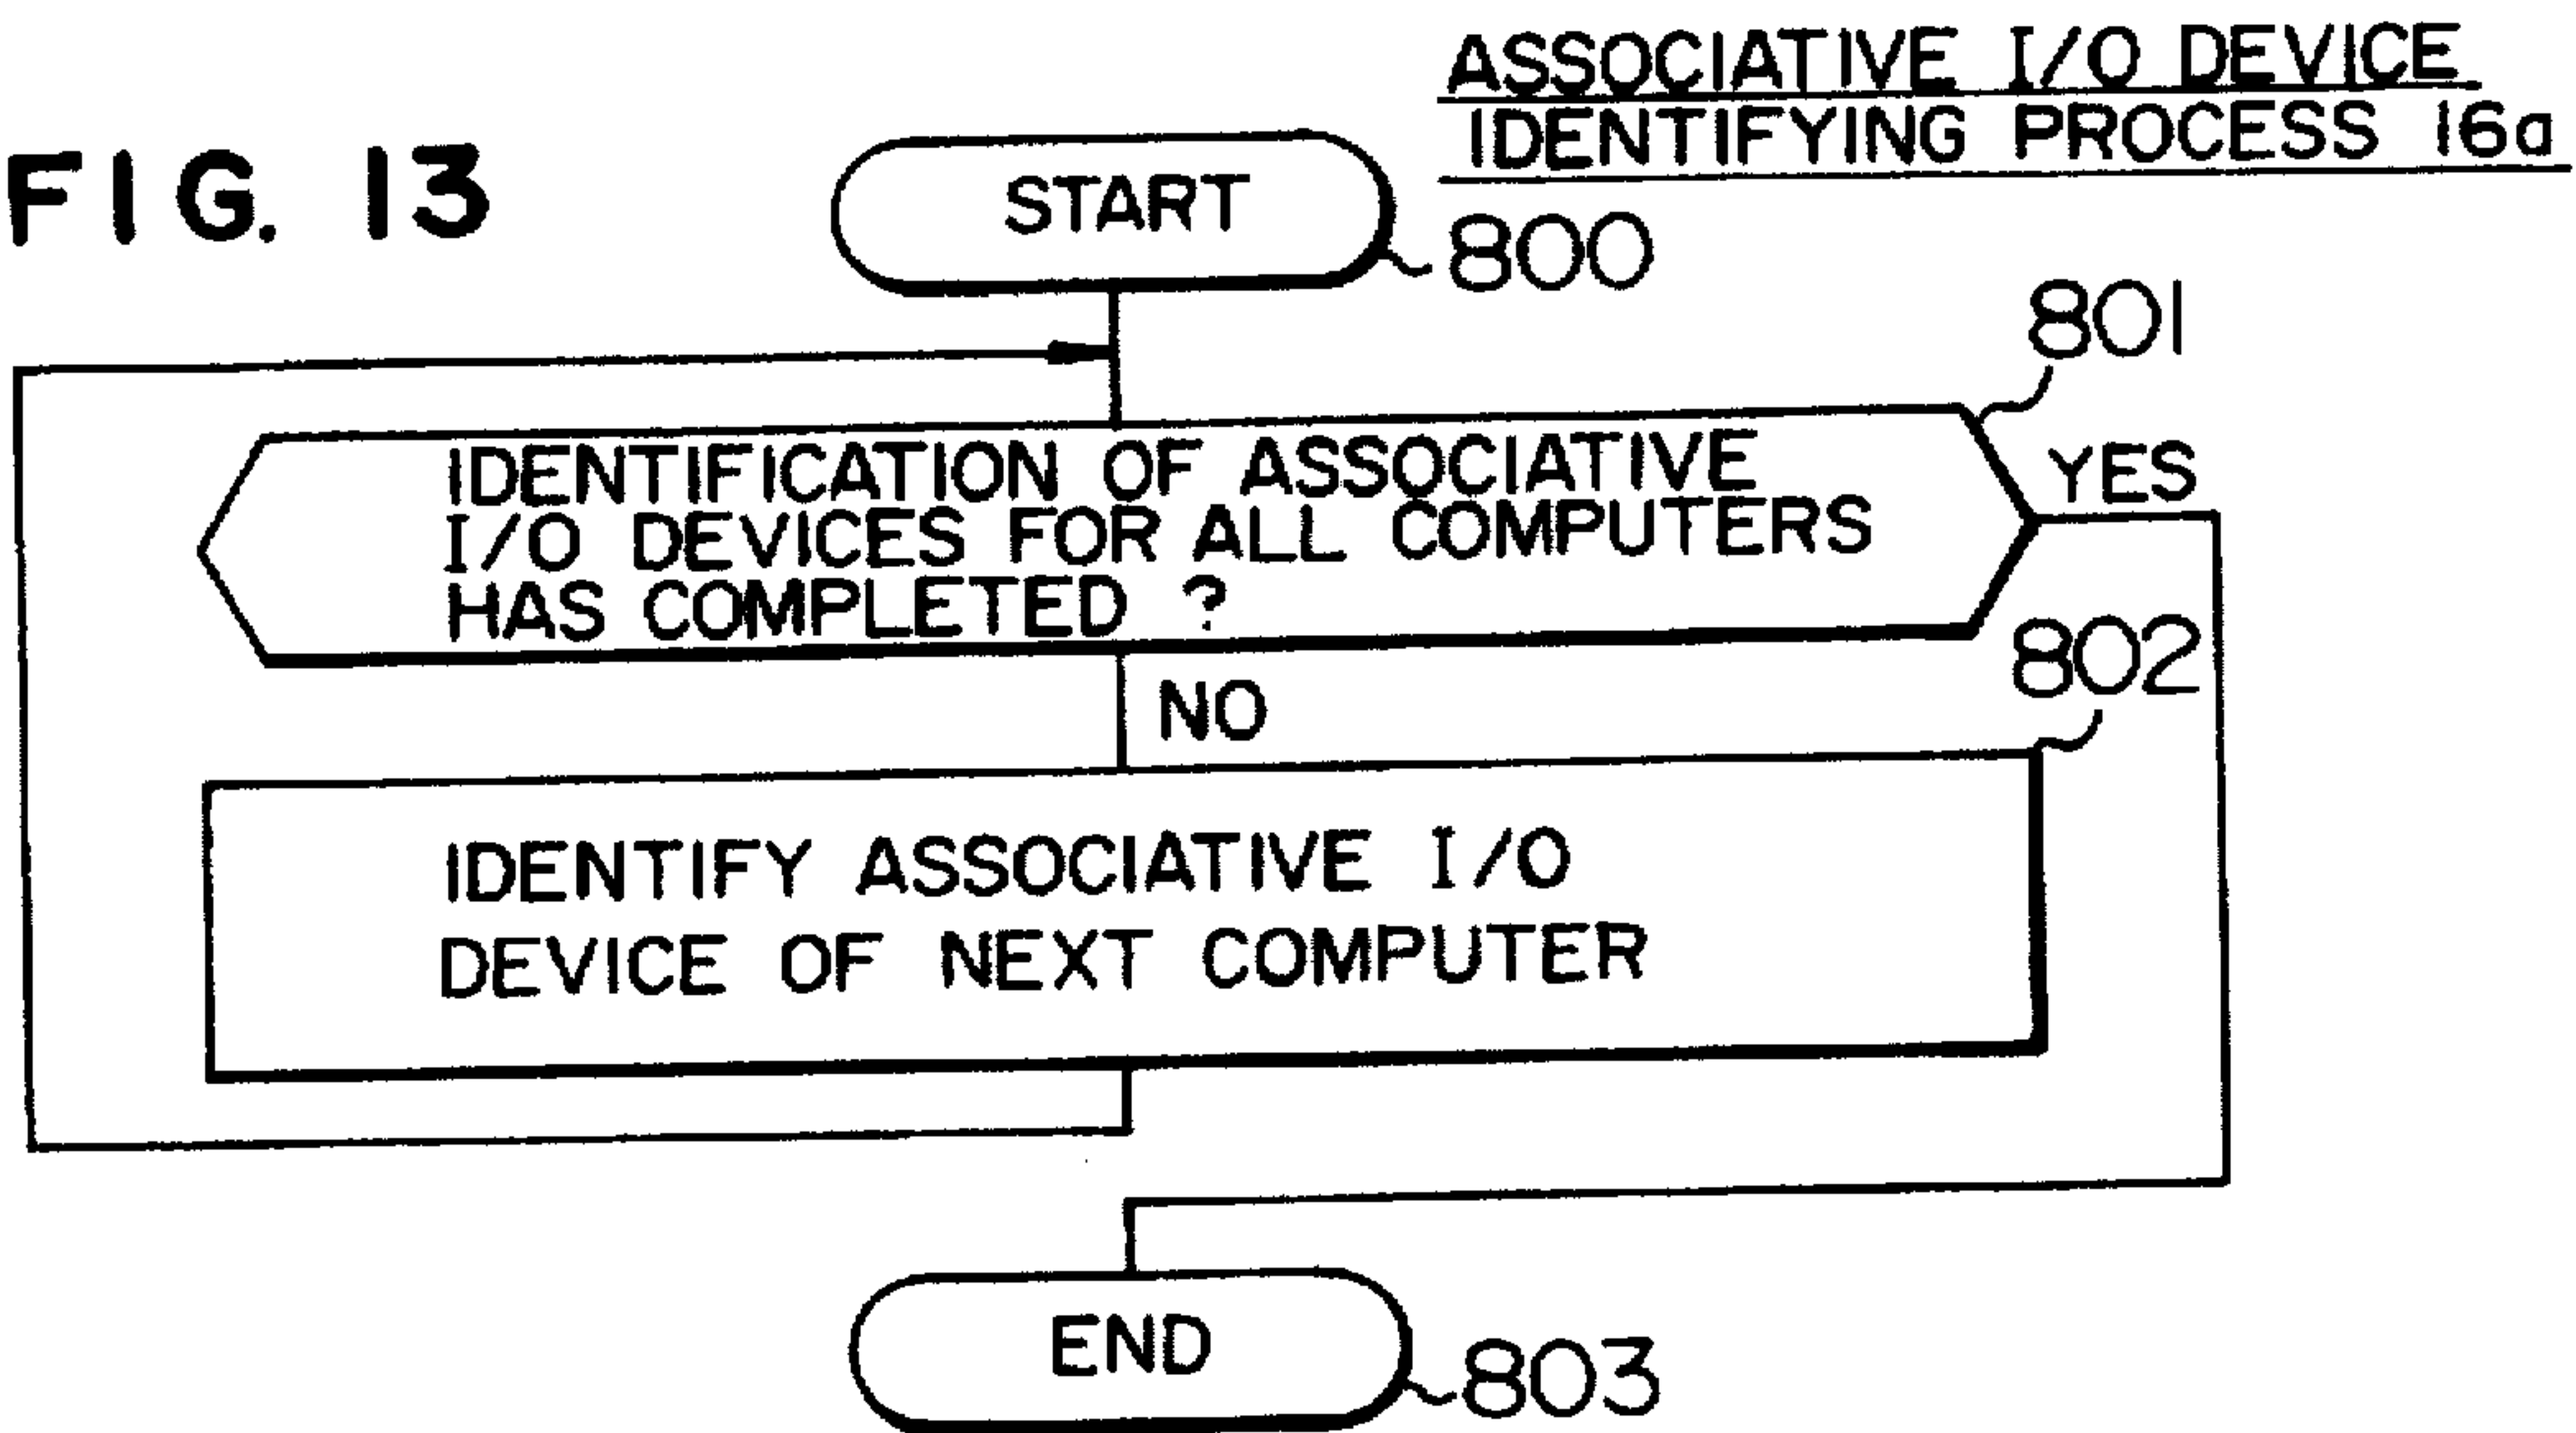 FIG. 13
ASSOCIATIVE I/O DEVICE
IDENTIFYING PROCESS 16a
START
800
801
IDENTIFICATION OF ASSOCIATIVE
I/O DEVICES FOR ALL COMPUTERS
HAS COMPLETED ?
YES
NO
802
IDENTIFY ASSOCIATIVE I/O
DEVICE OF NEXT COMPUTER
END
803